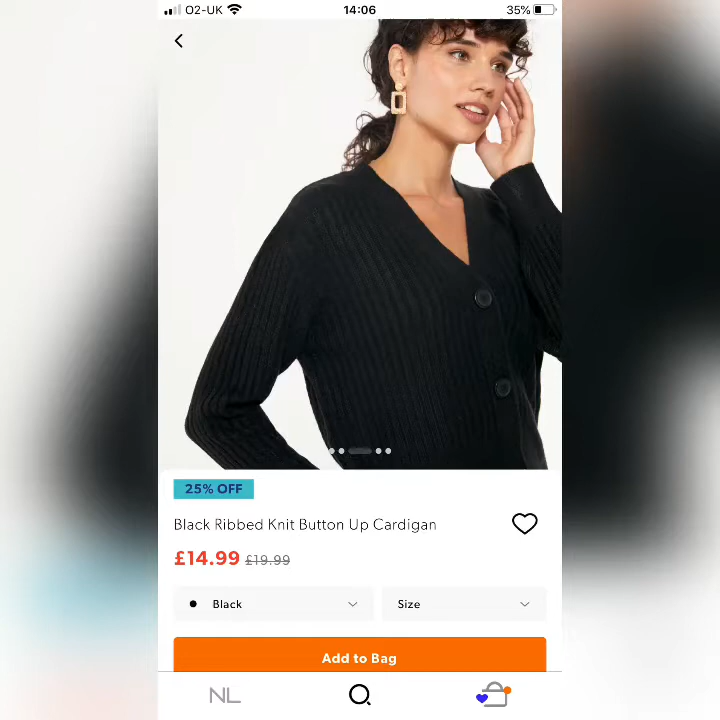 O2-UK 14:06 35%
25% OFF
Black Ribbed Knit Button Up Cardigan
£14.99 £19.99
Black Size
Add to Bag
NL